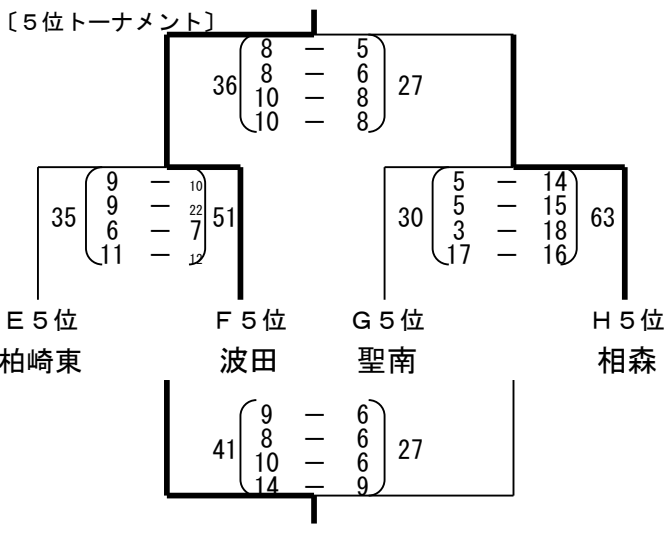 〔５位トーナメント〕
8 － 5
36 8 － 6 27
10 － 8
10 － 8
9 － 10 5 － 14
9 － 22 5 － 15
35 51 30 63
6 － 7 3 － 18
11 － 12 17 － 16
Ｅ５位 Ｆ５位 Ｇ５位 Ｈ５位
柏崎東 波田 聖南 相森
9 － 6
41 8 － 6 27
10 － 6
14 － 9